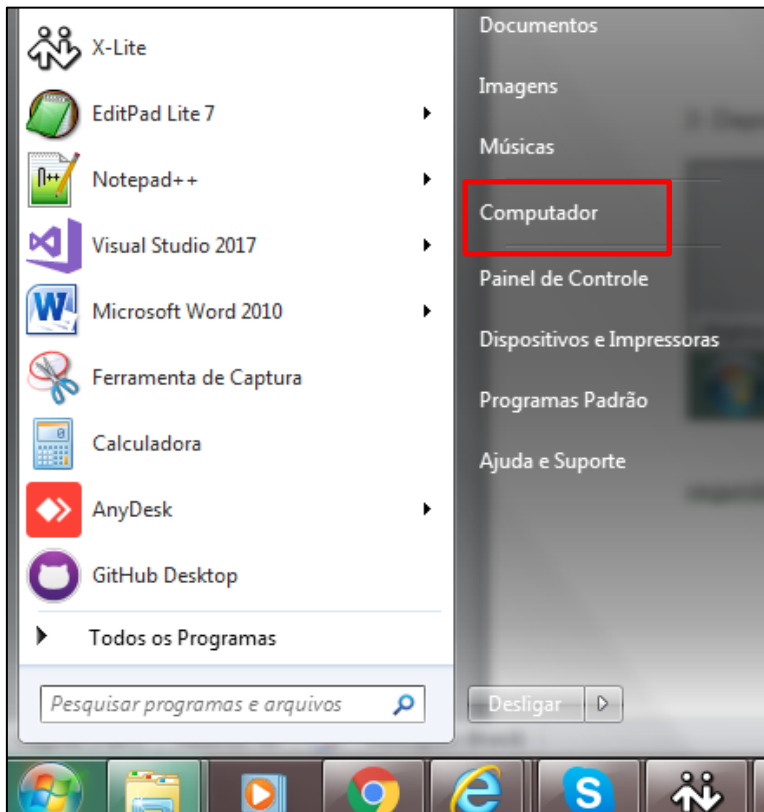 X-Lite
EditPad Lite 7
Notepad++
Visual Studio 2017
Microsoft Word 2010
Ferramenta de Captura
Calculadora
AnyDesk
GitHub Desktop
Todos os Programas
Pesquisar programas e arquivos
Documentos
Imagens
Músicas
Computador
Painel de Controle
Dispositivos e Impressoras
Programas Padrão
Ajuda e Suporte
Desligar